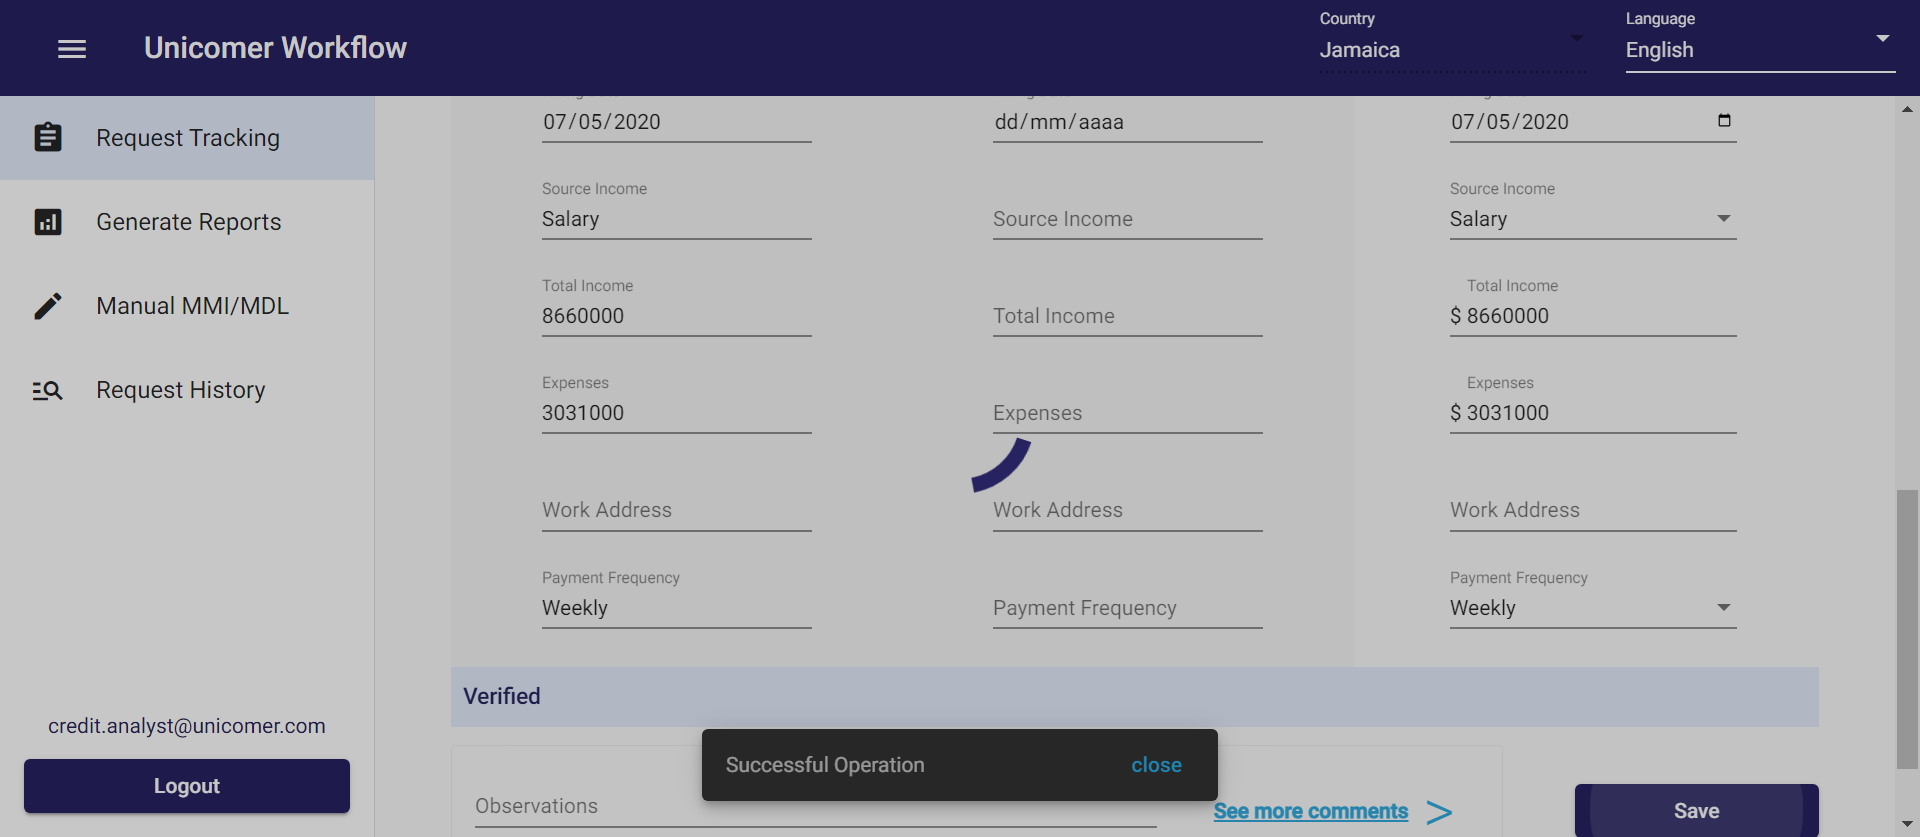 Unicomer Workflow
Country
Jamaica
Language
English
Request Tracking
Generate Reports
Manual MMI/MDL
Request History
credit.analyst@unicomer.com
Logout
07/05/2020
dd/mm/aaaa
07/05/2020
Source Income
Salary
Source Income
Source Income
Salary
Total Income
8660000
Total Income
Total Income
$ 8660000
Expenses
3031000
Expenses
Expenses
$ 3031000
Work Address
Work Address
Work Address
Payment Frequency
Weekly
Payment Frequency
Payment Frequency
Weekly
Verified
Successful Operation
close
Observations
See more comments
Save